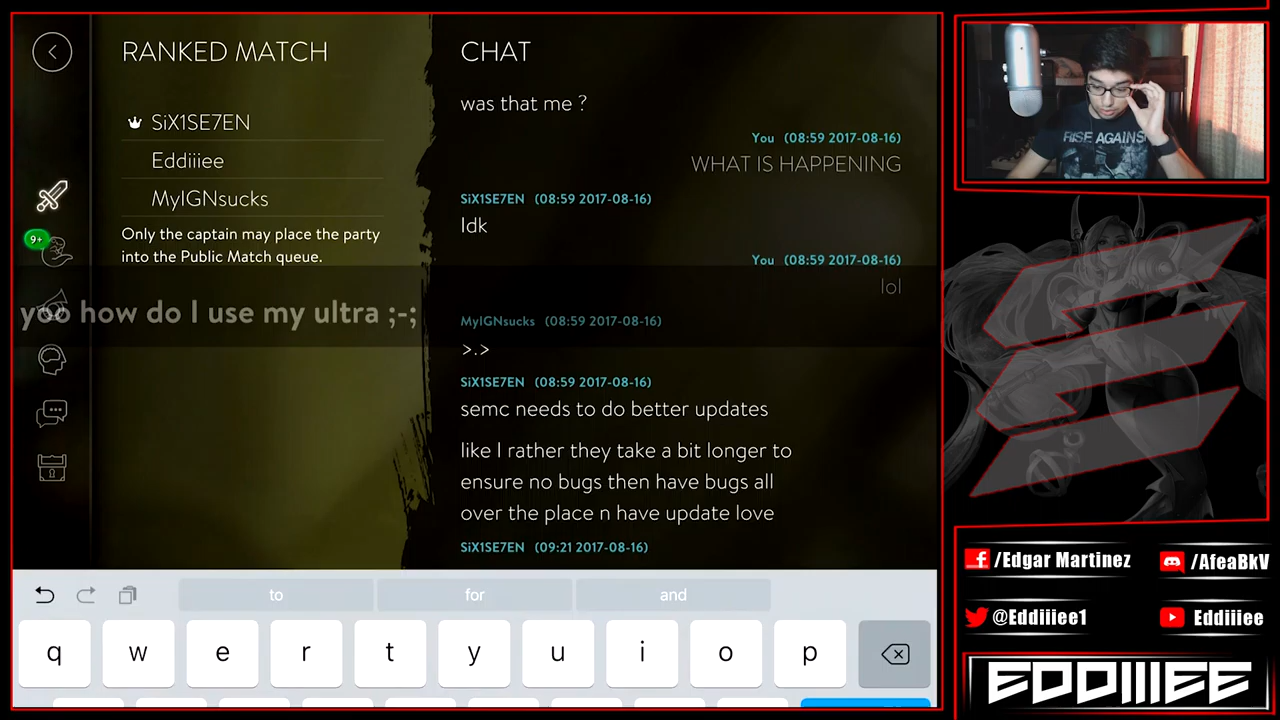 RANKED MATCH
SiX1SE7EN
Eddiiiee
MyIGNsucks
Only the captain may place the party
into the Public Match queue.
9+
yoo how do I use my ultra ;-;
CHAT
was that me ?
You (08:59 2017-08-16)
WHAT IS HAPPENING
SiX1SE7EN (08:59 2017-08-16)
Idk
You (08:59 2017-08-16)
lol
MyIGNsucks (08:59 2017-08-16)
>.>
SiX1SE7EN (08:59 2017-08-16)
semc needs to do better updates
like I rather they take a bit longer to
ensure no bugs then have bugs all
over the place n have update love
SiX1SE7EN (09:21 2017-08-16)
to for and
q w e r t y u i o p
RISE AGAINST
/Edgar Martinez
/AfeaBkV
@Eddiiiee1
Eddiiiee
EDDIIIEE